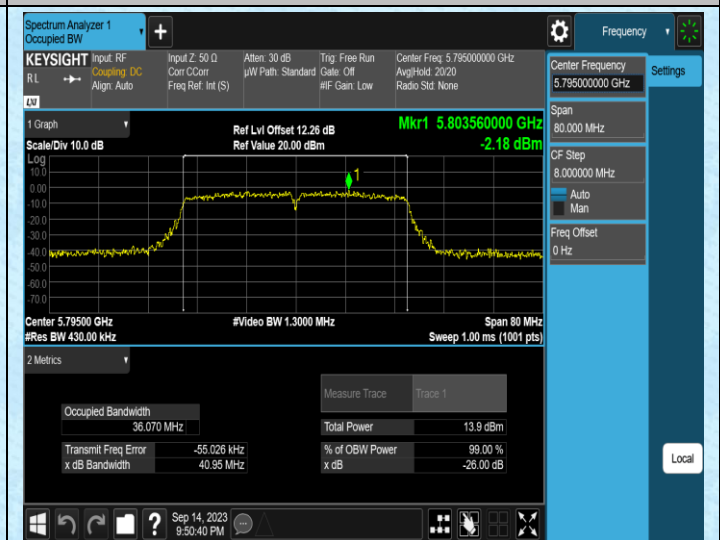 Spectrum Analyzer 1
Occupied BW
+
Frequency
KEYSIGHT
R L
LXI
Input: RF
Coupling: DC
Align: Auto
Input Z: 50 Ω
Corr CCorr
Freq Ref: Int (S)
Atten: 30 dB
µW Path: Standard
Trig: Free Run
Gate: Off
#IF Gain: Low
Center Freq: 5.795000000 GHz
Avg|Hold: 20/20
Radio Std: None
Center Frequency
5.795000000 GHz
Settings
Span
80.000 MHz
CF Step
8.000000 MHz
Auto
Man
Freq Offset
0 Hz
Local
1 Graph
Scale/Div 10.0 dB
Ref Lvl Offset 12.26 dB
Ref Value 20.00 dBm
Mkr1 5.803560000 GHz
-2.18 dBm
Log
10.0
0.00
-10.0
-20.0
-30.0
-40.0
-50.0
-60.0
-70.0
1
Center 5.79500 GHz
#Res BW 430.00 kHz
#Video BW 1.3000 MHz
Span 80 MHz
Sweep 1.00 ms (1001 pts)
2 Metrics
Measure Trace Trace 1
Occupied Bandwidth
36.070 MHz
Total Power 13.9 dBm
Transmit Freq Error -55.026 kHz
% of OBW Power 99.00 %
x dB Bandwidth 40.95 MHz
x dB -26.00 dB
?
Sep 14, 2023
9:50:40 PM